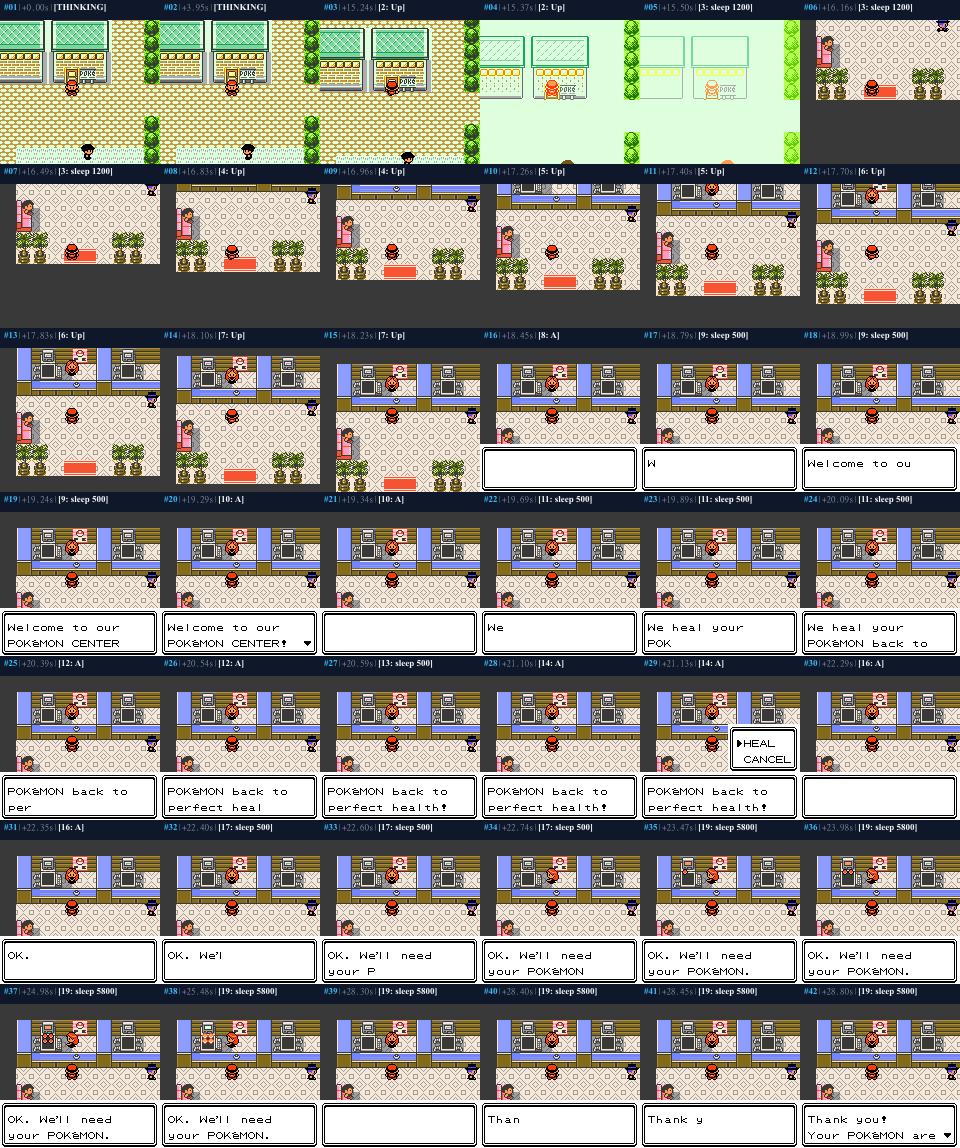 #01 | +0.00s | [THINKING]
#02 | +3.95s | [THINKING]
#03 | +15.24s | [2: Up]
#04 | +15.37s | [2: Up]
#05 | +15.50s | [3: sleep 1200]
#06 | +16.16s | [3: sleep 1200]
POKé
POKé
POKé
POKé
POKé
#07 | +16.49s | [3: sleep 1200]
#08 | +16.83s | [4: Up]
#09 | +16.96s | [4: Up]
#10 | +17.26s | [5: Up]
#11 | +17.40s | [5: Up]
#12 | +17.70s | [6: Up]
#13 | +17.83s | [6: Up]
#14 | +18.10s | [7: Up]
#15 | +18.23s | [7: Up]
#16 | +18.45s | [8: A]
#17 | +18.79s | [9: sleep 500]
#18 | +18.99s | [9: sleep 500]
W
Welcome to ou
#19 | +19.24s | [9: sleep 500]
#20 | +19.29s | [10: A]
#21 | +19.34s | [10: A]
#22 | +19.69s | [11: sleep 500]
#23 | +19.89s | [11: sleep 500]
#24 | +20.09s | [11: sleep 500]
Welcome to our
POKéMON CENTER
Welcome to our
POKéMON CENTER!
We
We heal your
POK
We heal your
POKéMON back to
#25 | +20.39s | [12: A]
#26 | +20.54s | [12: A]
#27 | +20.59s | [13: sleep 500]
#28 | +21.10s | [14: A]
#29 | +21.13s | [14: A]
#30 | +22.29s | [16: A]
POKéMON back to
per
POKéMON back to
perfect heal
POKéMON back to
perfect health!
POKéMON back to
perfect health!
HEAL
CANCEL
POKéMON back to
perfect health!
#31 | +22.35s | [16: A]
#32 | +22.40s | [17: sleep 500]
#33 | +22.60s | [17: sleep 500]
#34 | +22.74s | [17: sleep 500]
#35 | +23.47s | [19: sleep 5800]
#36 | +23.98s | [19: sleep 5800]
OK.
OK. We'l
OK. We'll need
your P
OK. We'll need
your POKéMON
OK. We'll need
your POKéMON.
OK. We'll need
your POKéMON.
#37 | +24.98s | [19: sleep 5800]
#38 | +25.48s | [19: sleep 5800]
#39 | +28.30s | [19: sleep 5800]
#40 | +28.40s | [19: sleep 5800]
#41 | +28.45s | [19: sleep 5800]
#42 | +28.80s | [19: sleep 5800]
OK. We'll need
your POKéMON.
OK. We'll need
your POKéMON.
Than
Thank y
Thank you!
Your POKéMON are